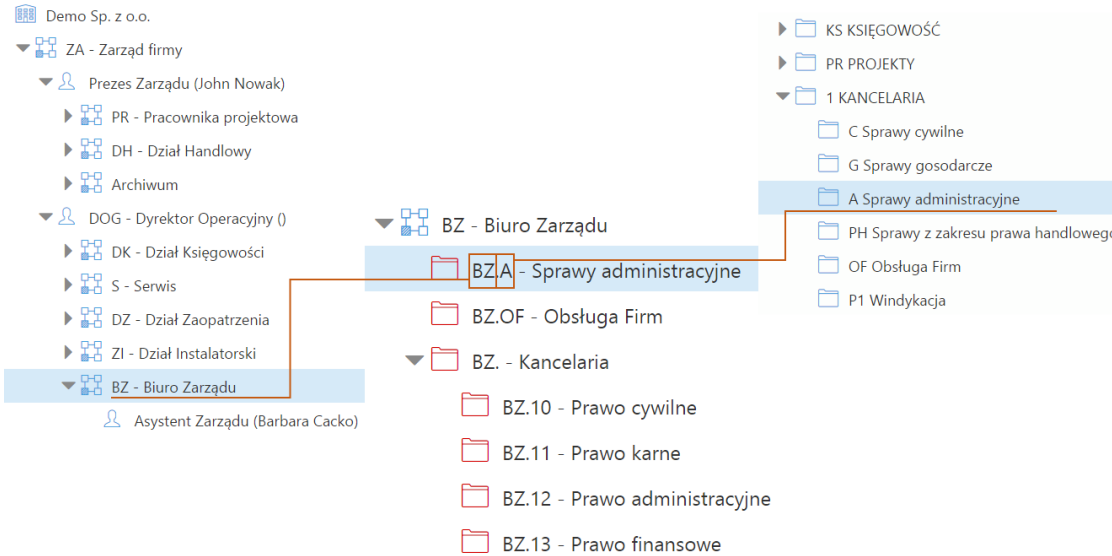 Demo Sp. z o.o.
ZA - Zarząd firmy
Prezes Zarządu (John Nowak)
PR - Pracownika projektowa
DH - Dział Handlowy
Archiwum
DOG - Dyrektor Operacyjny ()
DK - Dział Księgowości
S - Serwis
DZ - Dział Zaopatrzenia
ZI - Dział Instalatorski
BZ - Biuro Zarządu
Asystent Zarządu (Barbara Cacko)
BZ - Biuro Zarządu
BZ.A - Sprawy administracyjne
BZ.OF - Obsługa Firm
BZ. - Kancelaria
BZ.10 - Prawo cywilne
BZ.11 - Prawo karne
BZ.12 - Prawo administracyjne
BZ.13 - Prawo finansowe
KS KSIĘGOWOŚĆ
PR PROJEKTY
1 KANCELARIA
C Sprawy cywilne
G Sprawy gosodarcze
A Sprawy administracyjne
PH Sprawy z zakresu prawa handlowego
OF Obsługa Firm
P1 Windykacja